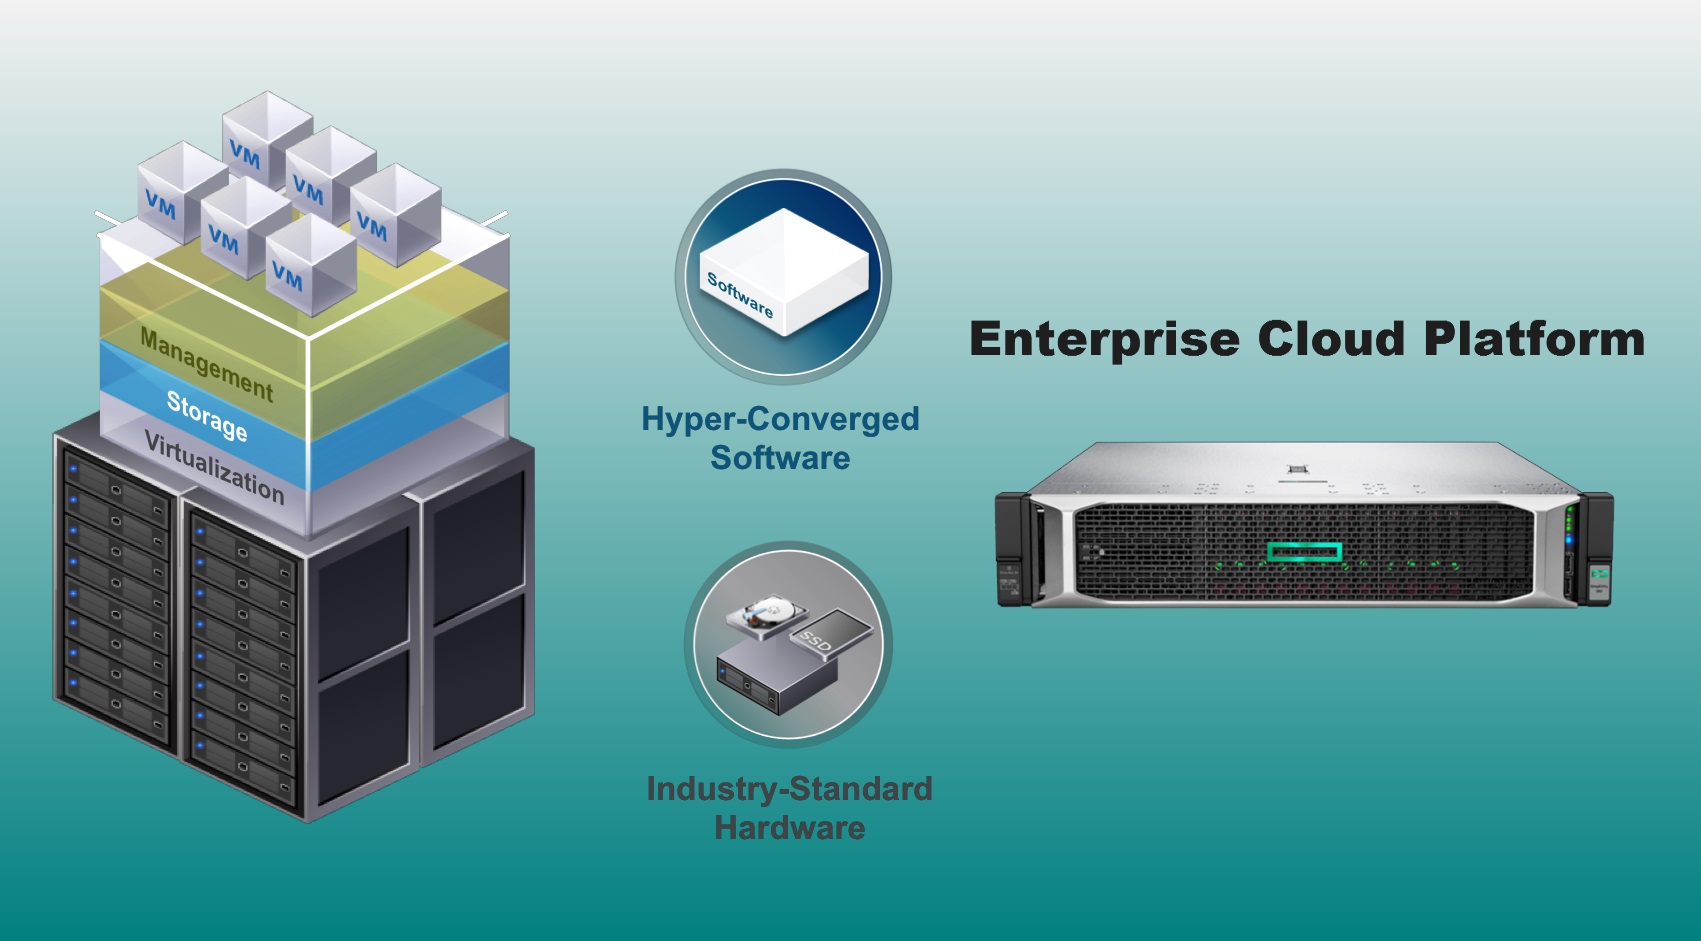 VM
VM
VM
VM
VM
VM
Management
Storage
Virtualization
Software
Hyper-Converged
Software
SSD
Industry-Standard
Hardware
Enterprise Cloud Platform